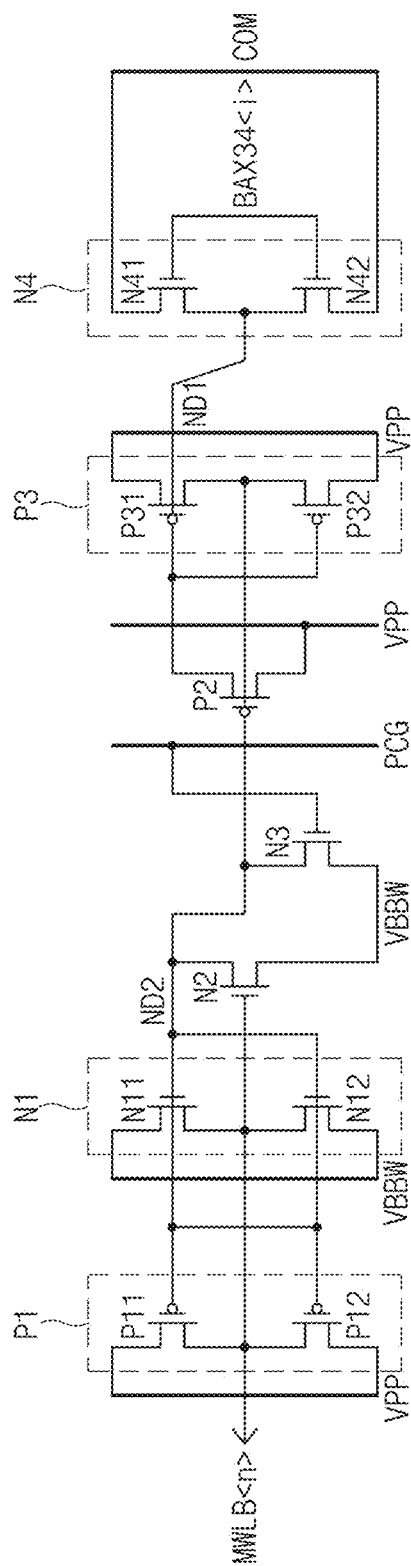 N4
COM
N41
BAX34<i>
N42
P3
ND1
P31
P32
VPP
P2
VPP
PCG
N3
ND2
N2
VBBW
N1
N11
N12
VBBW
P1
P11
P12
VPP
MWLB<n>